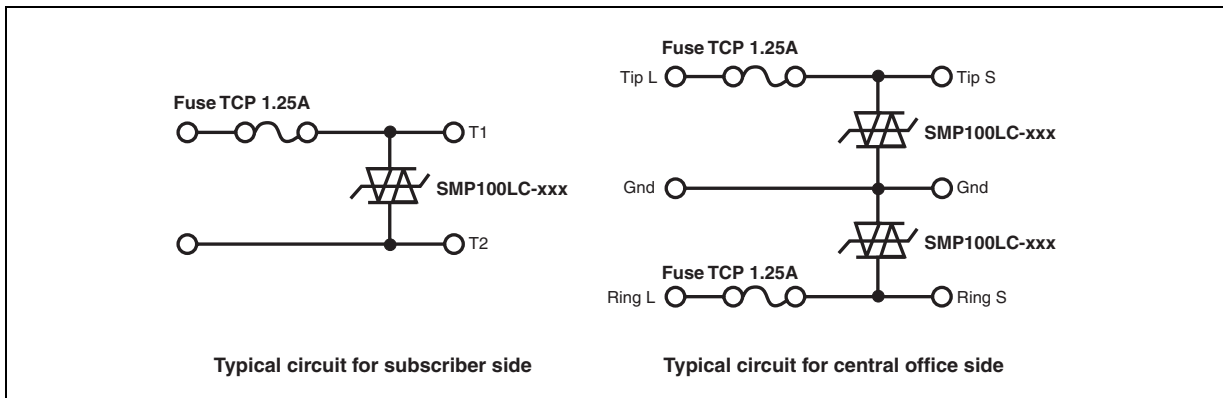 Fuse TCP 1.25A
T1
SMP100LC-xxx
T2
Typical circuit for subscriber side
Fuse TCP 1.25A
Tip L
Tip S
SMP100LC-xxx
Gnd
Gnd
SMP100LC-xxx
Fuse TCP 1.25A
Ring L
Ring S
Typical circuit for central office side